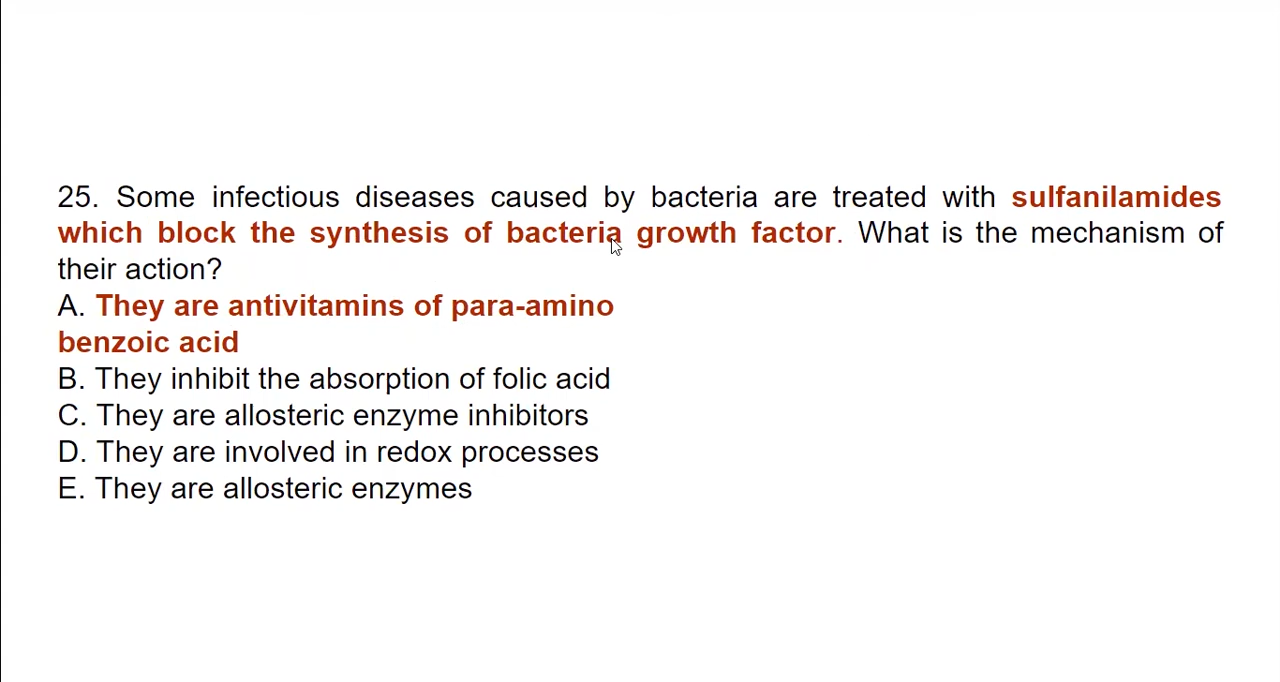 25. Some infectious diseases caused by bacteria are treated with sulfanilamides
which block the synthesis of bacteria growth factor. What is the mechanism of
their action?
A. They are antivitamins of para-amino
benzoic acid
B. They inhibit the absorption of folic acid
C. They are allosteric enzyme inhibitors
D. They are involved in redox processes
E. They are allosteric enzymes